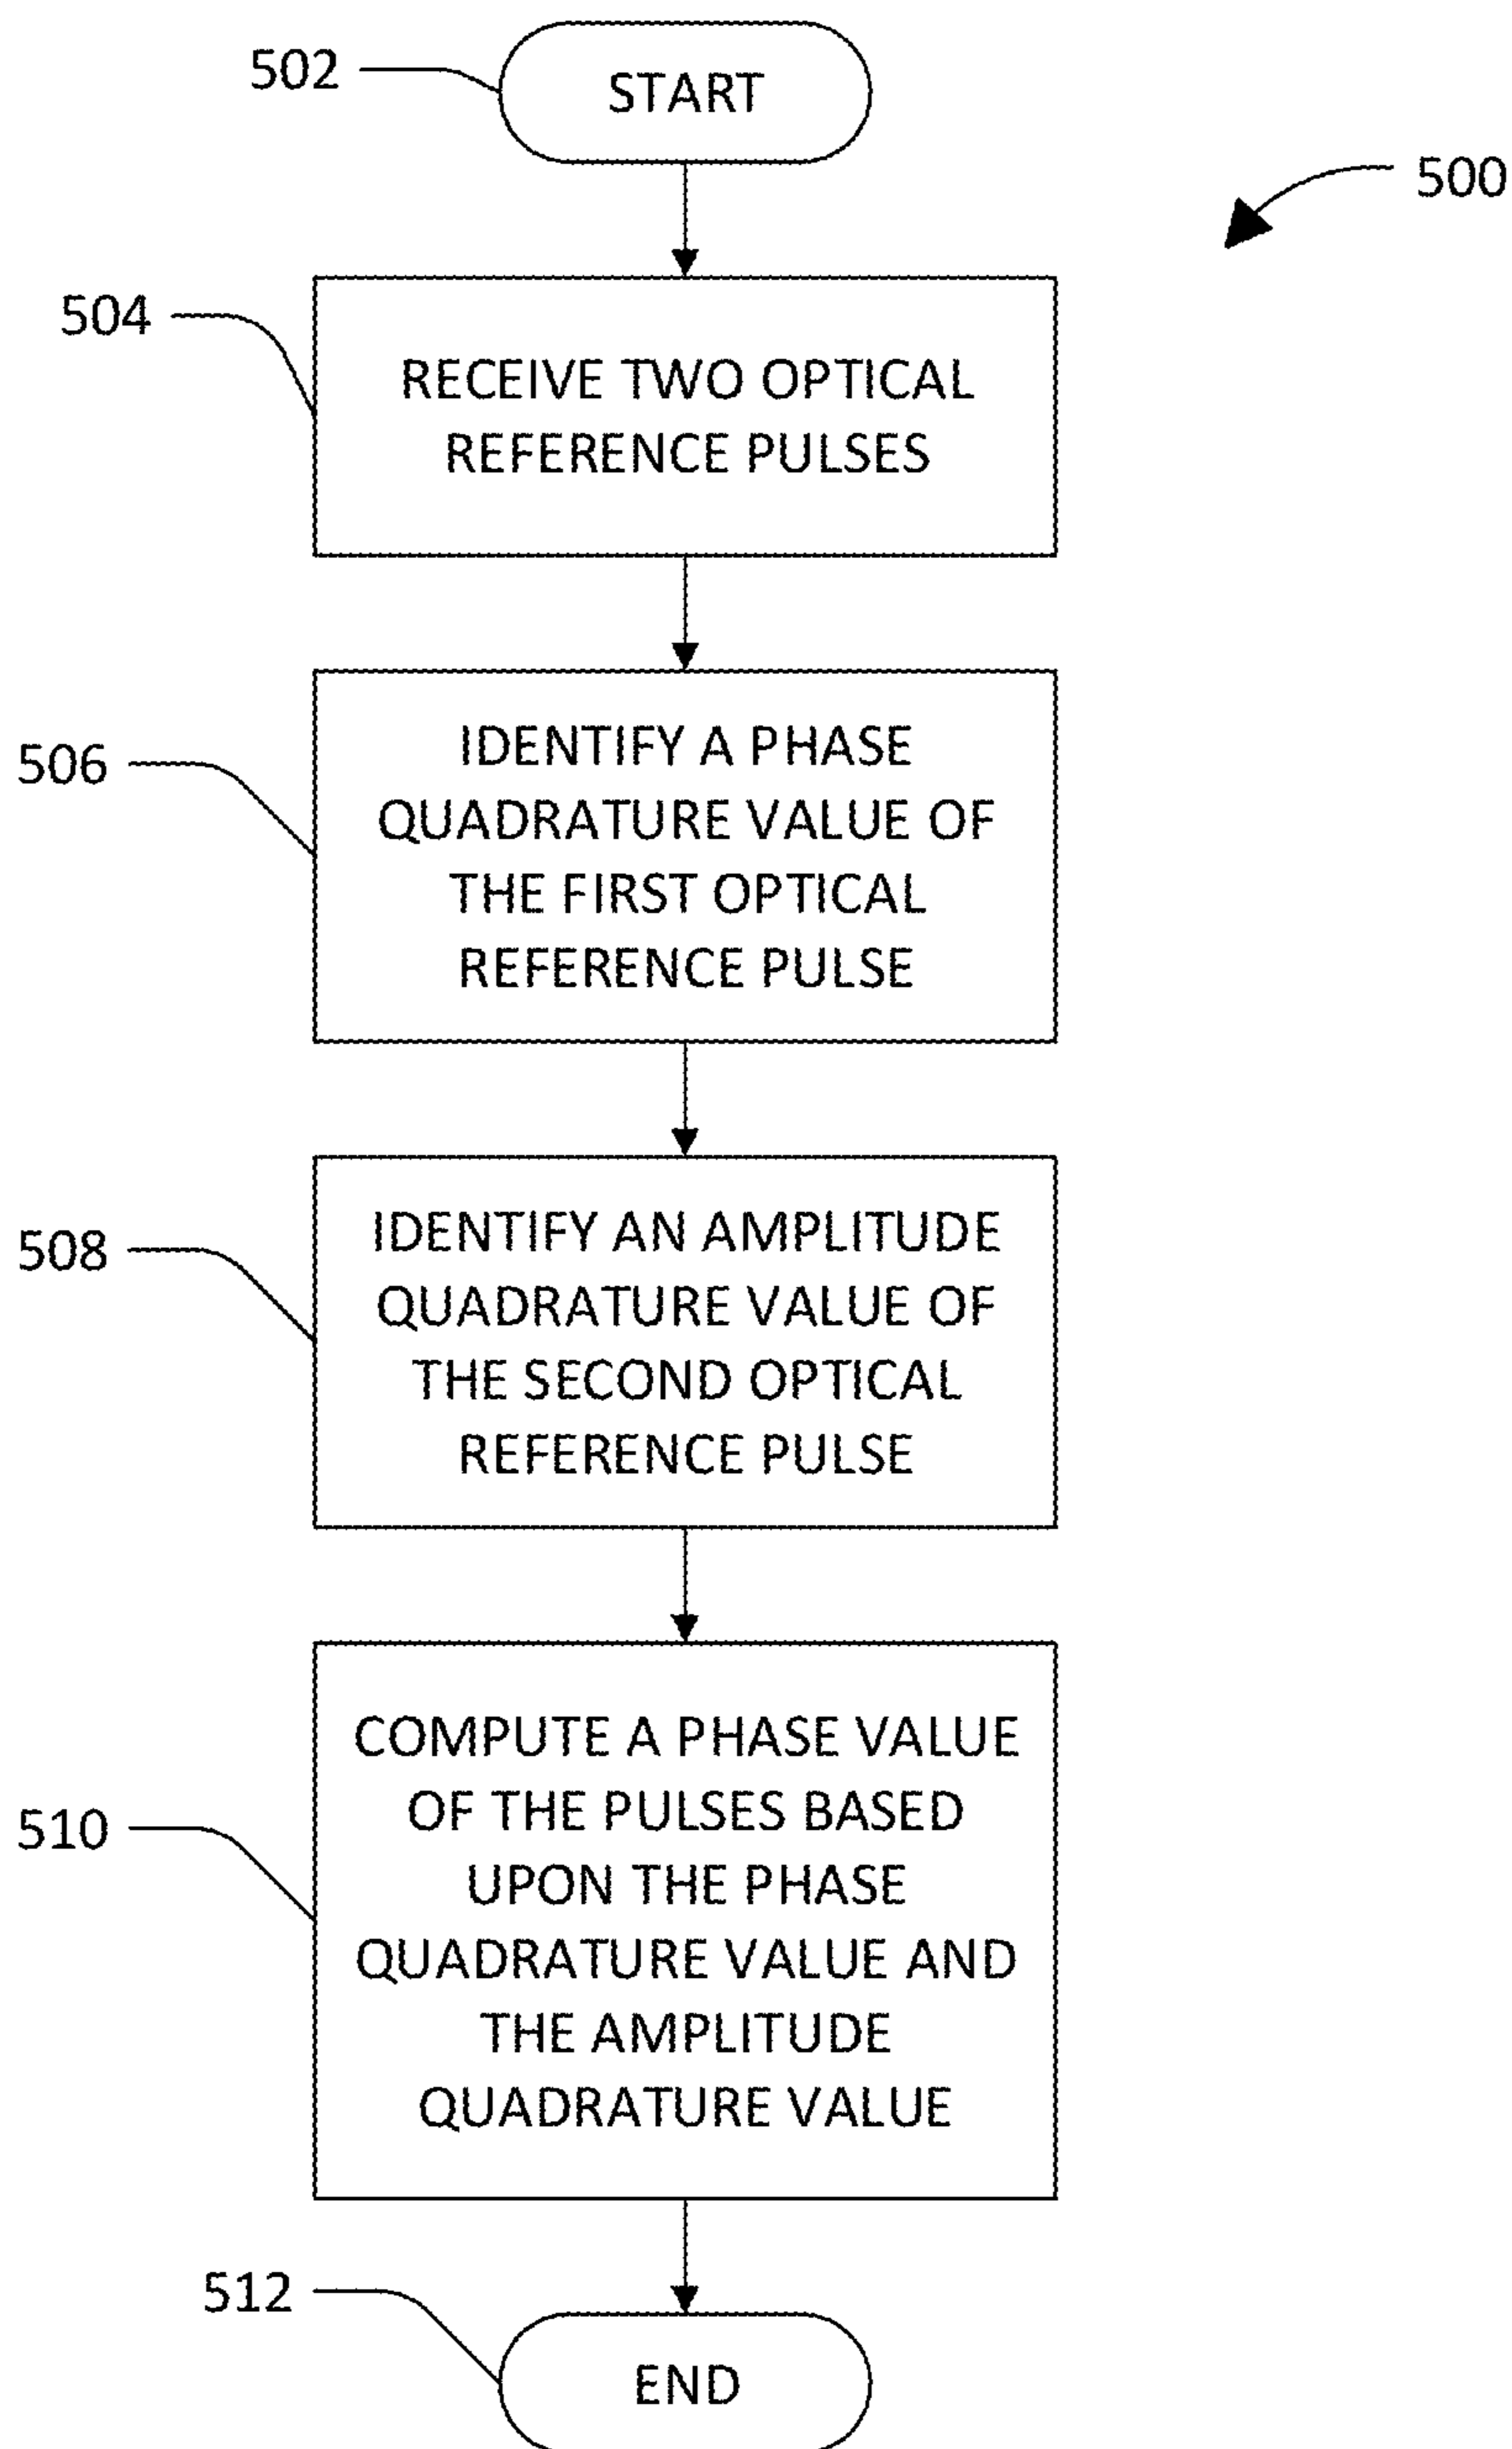 502
START
500
504
RECEIVE TWO OPTICAL
REFERENCE PULSES
506
IDENTIFY A PHASE
QUADRATURE VALUE OF
THE FIRST OPTICAL
REFERENCE PULSE
508
IDENTIFY AN AMPLITUDE
QUADRATURE VALUE OF
THE SECOND OPTICAL
REFERENCE PULSE
510
COMPUTE A PHASE VALUE
OF THE PULSES BASED
UPON THE PHASE
QUADRATURE VALUE AND
THE AMPLITUDE
QUADRATURE VALUE
512
END